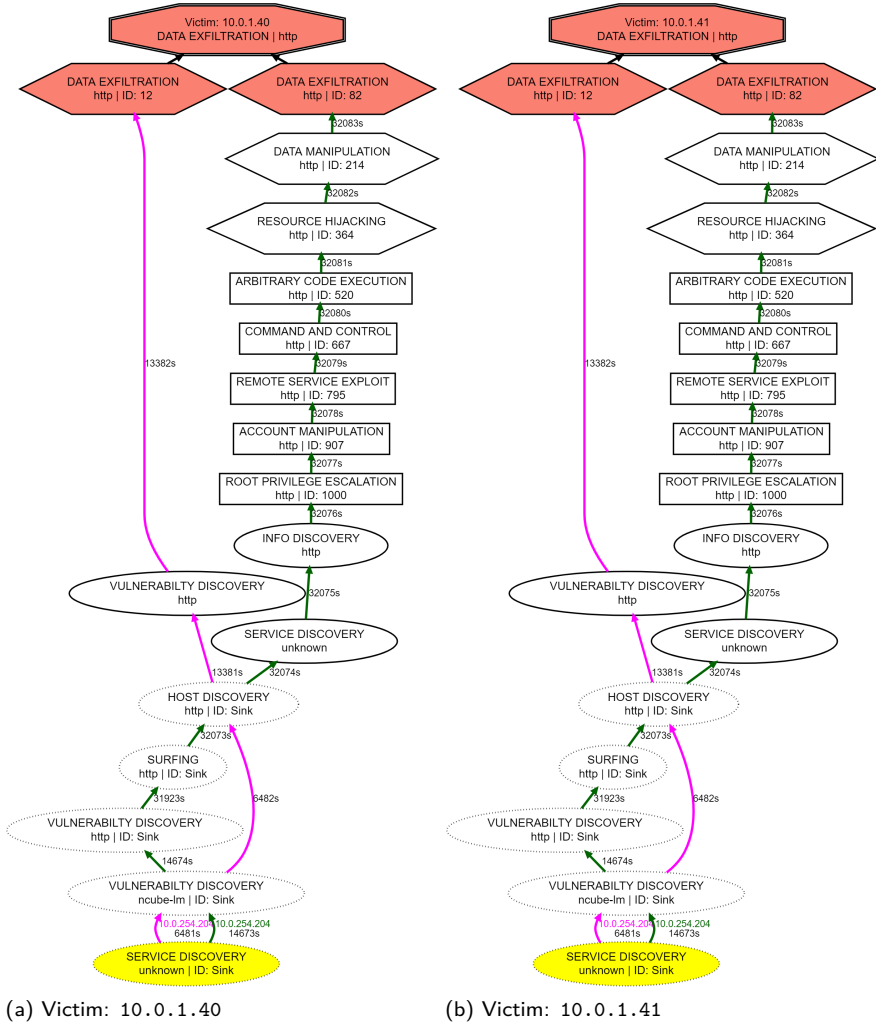 Victim: 10.0.1.40
DATA EXFILTRATION | http
DATA EXFILTRATION
http | ID: 12
DATA EXFILTRATION
http | ID: 82
32083s
DATA MANIPULATION
http | ID: 214
32082s
RESOURCE HIJACKING
http | ID: 364
32081s
ARBITRARY CODE EXECUTION
http | ID: 520
32080s
COMMAND AND CONTROL
http | ID: 667
32079s
13382s
REMOTE SERVICE EXPLOIT
http | ID: 795
32078s
ACCOUNT MANIPULATION
http | ID: 907
32077s
ROOT PRIVILEGE ESCALATION
http | ID: 1000
32076s
INFO DISCOVERY
http
VULNERABILTY DISCOVERY
http
32075s
SERVICE DISCOVERY
unknown
13381s
32074s
HOST DISCOVERY
http | ID: Sink
32073s
SURFING
http | ID: Sink
31923s
6482s
VULNERABILTY DISCOVERY
http | ID: Sink
14674s
VULNERABILTY DISCOVERY
ncube-lm | ID: Sink
10.0.254.204
10.0.254.204
6481s
14673s
SERVICE DISCOVERY
unknown | ID: Sink
(a) Victim: 10.0.1.40
Victim: 10.0.1.41
DATA EXFILTRATION | http
DATA EXFILTRATION
http | ID: 12
DATA EXFILTRATION
http | ID: 82
32083s
DATA MANIPULATION
http | ID: 214
32082s
RESOURCE HIJACKING
http | ID: 364
32081s
ARBITRARY CODE EXECUTION
http | ID: 520
32080s
COMMAND AND CONTROL
http | ID: 667
32079s
13382s
REMOTE SERVICE EXPLOIT
http | ID: 795
32078s
ACCOUNT MANIPULATION
http | ID: 907
32077s
ROOT PRIVILEGE ESCALATION
http | ID: 1000
32076s
INFO DISCOVERY
http
VULNERABILTY DISCOVERY
http
32075s
SERVICE DISCOVERY
unknown
13381s
32074s
HOST DISCOVERY
http | ID: Sink
32073s
SURFING
http | ID: Sink
31923s
6482s
VULNERABILTY DISCOVERY
http | ID: Sink
14674s
VULNERABILTY DISCOVERY
ncube-lm | ID: Sink
10.0.254.204
10.0.254.204
6481s
14673s
SERVICE DISCOVERY
unknown | ID: Sink
(b) Victim: 10.0.1.41